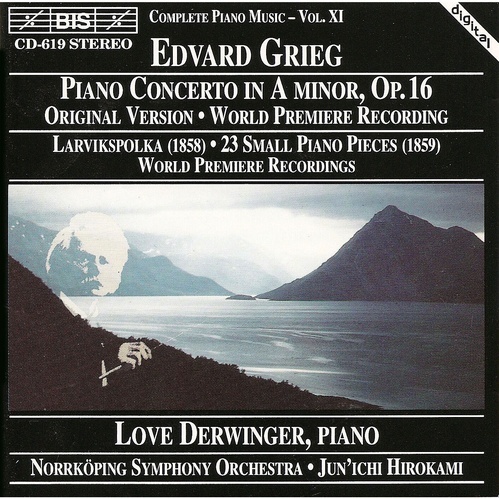 COMPLETE PIANO MUSIC – VOL. XI
BIS
CD-619 STEREO
digital
EDVARD GRIEG
PIANO CONCERTO IN A MINOR, OP. 16
ORIGINAL VERSION • WORLD PREMIERE RECORDING
LARVIKSPOLKA (1858) • 23 SMALL PIANO PIECES (1859)
WORLD PREMIERE RECORDINGS
LOVE DERWINGER, PIANO
NORRKÖPING SYMPHONY ORCHESTRA • JUN'ICHI HIROKAMI